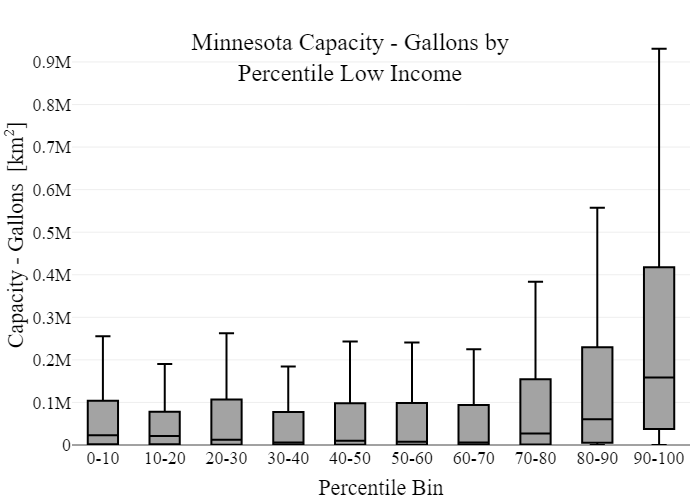 Minnesota Capacity - Gallons by
Percentile Low Income
Capacity - Gallons [km²]
0.9M
0.8M
0.7M
0.6M
0.5M
0.4M
0.3M
0.2M
0.1M
0
0-10 10-20 20-30 30-40 40-50 50-60 60-70 70-80 80-90 90-100
Percentile Bin